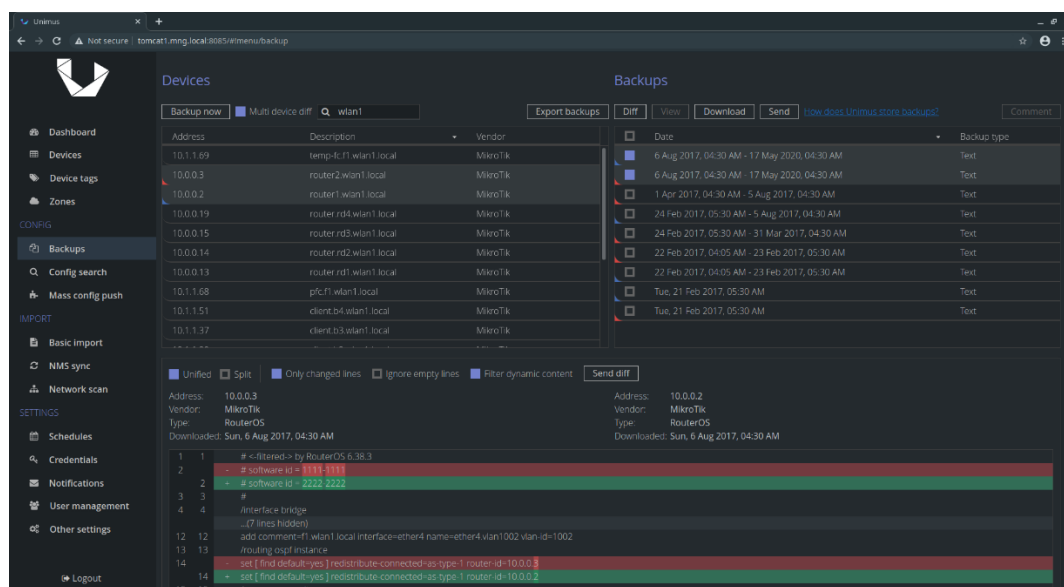 Unimus
Not secure tomcat1.mng.local:8085/#!menu/backup
Dashboard
Devices
Device tags
Zones
CONFIG
Backups
Config search
Mass config push
IMPORT
Basic import
NMS sync
Network scan
SETTINGS
Schedules
Credentials
Notifications
User management
Other settings
Logout
Devices
Backup now Multi device diff wlan1 Export backups
Address Description Vendor
10.1.1.69 temp-fc.f1.wlan1.local MikroTik
10.0.0.3 router2.wlan1.local MikroTik
10.0.0.2 router1.wlan1.local MikroTik
10.0.0.19 router.rd4.wlan1.local MikroTik
10.0.0.15 router.rd3.wlan1.local MikroTik
10.0.0.14 router.rd2.wlan1.local MikroTik
10.0.0.13 router.rd1.wlan1.local MikroTik
10.1.1.68 pfc.f1.wlan1.local MikroTik
10.1.1.51 client.b4.wlan1.local MikroTik
10.1.1.37 client.b3.wlan1.local MikroTik
Backups
Diff View Download Send How does Unimus store backups? Comment
Date Backup type
6 Aug 2017, 04:30 AM - 17 May 2020, 04:30 AM Text
6 Aug 2017, 04:30 AM - 17 May 2020, 04:30 AM Text
1 Apr 2017, 04:30 AM - 5 Aug 2017, 04:30 AM Text
24 Feb 2017, 05:30 AM - 5 Aug 2017, 04:30 AM Text
24 Feb 2017, 05:30 AM - 31 Mar 2017, 04:30 AM Text
22 Feb 2017, 04:05 AM - 23 Feb 2017, 05:30 AM Text
22 Feb 2017, 04:05 AM - 23 Feb 2017, 05:30 AM Text
Tue, 21 Feb 2017, 05:30 AM Text
Tue, 21 Feb 2017, 05:30 AM Text
Unified Split Only changed lines Ignore empty lines Filter dynamic content Send diff
Address: 10.0.0.3
Vendor: MikroTik
Type: RouterOS
Downloaded: Sun, 6 Aug 2017, 04:30 AM
Address: 10.0.0.2
Vendor: MikroTik
Type: RouterOS
Downloaded: Sun, 6 Aug 2017, 04:30 AM
1 1 # <-filtered-> by RouterOS 6.38.3
2 - # software id = 1111-1111
2 + # software id = 2222-2222
3 3 #
4 4 /interface bridge
...(7 lines hidden)
12 12 add comment=f1.wlan1.local interface=ether4 name=ether4.vlan1002 vlan-id=1002
13 13 /routing ospf instance
14 - set [ find default=yes ] redistribute-connected=as-type-1 router-id=10.0.0.3
14 + set [ find default=yes ] redistribute-connected=as-type-1 router-id=10.0.0.2